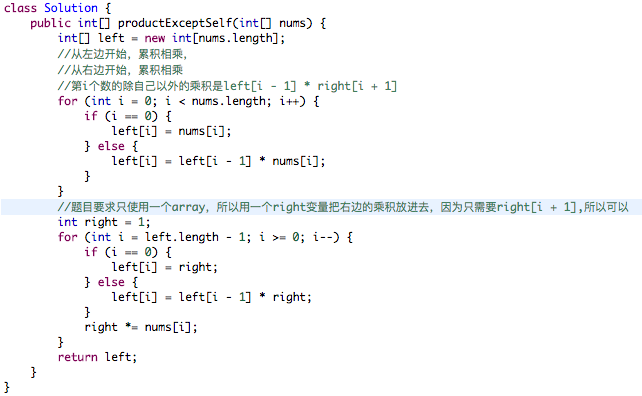 class Solution {
    public int[] productExceptSelf(int[] nums) {
        int[] left = new int[nums.length];
        //从左边开始，累积相乘，
        //从右边开始，累积相乘
        //第i个数的除自己以外的乘积是left[i - 1] * right[i + 1]
        for (int i = 0; i < nums.length; i++) {
            if (i == 0) {
                left[i] = nums[i];
            } else {
                left[i] = left[i - 1] * nums[i];
            }
        }
        //题目要求只使用一个array，所以用一个right变量把右边的乘积放进去，因为只需要right[i + 1],所以可以
        int right = 1;
        for (int i = left.length - 1; i >= 0; i--) {
            if (i == 0) {
                left[i] = right;
            } else {
                left[i] = left[i - 1] * right;
            }
            right *= nums[i];
        }
        return left;
    }
}